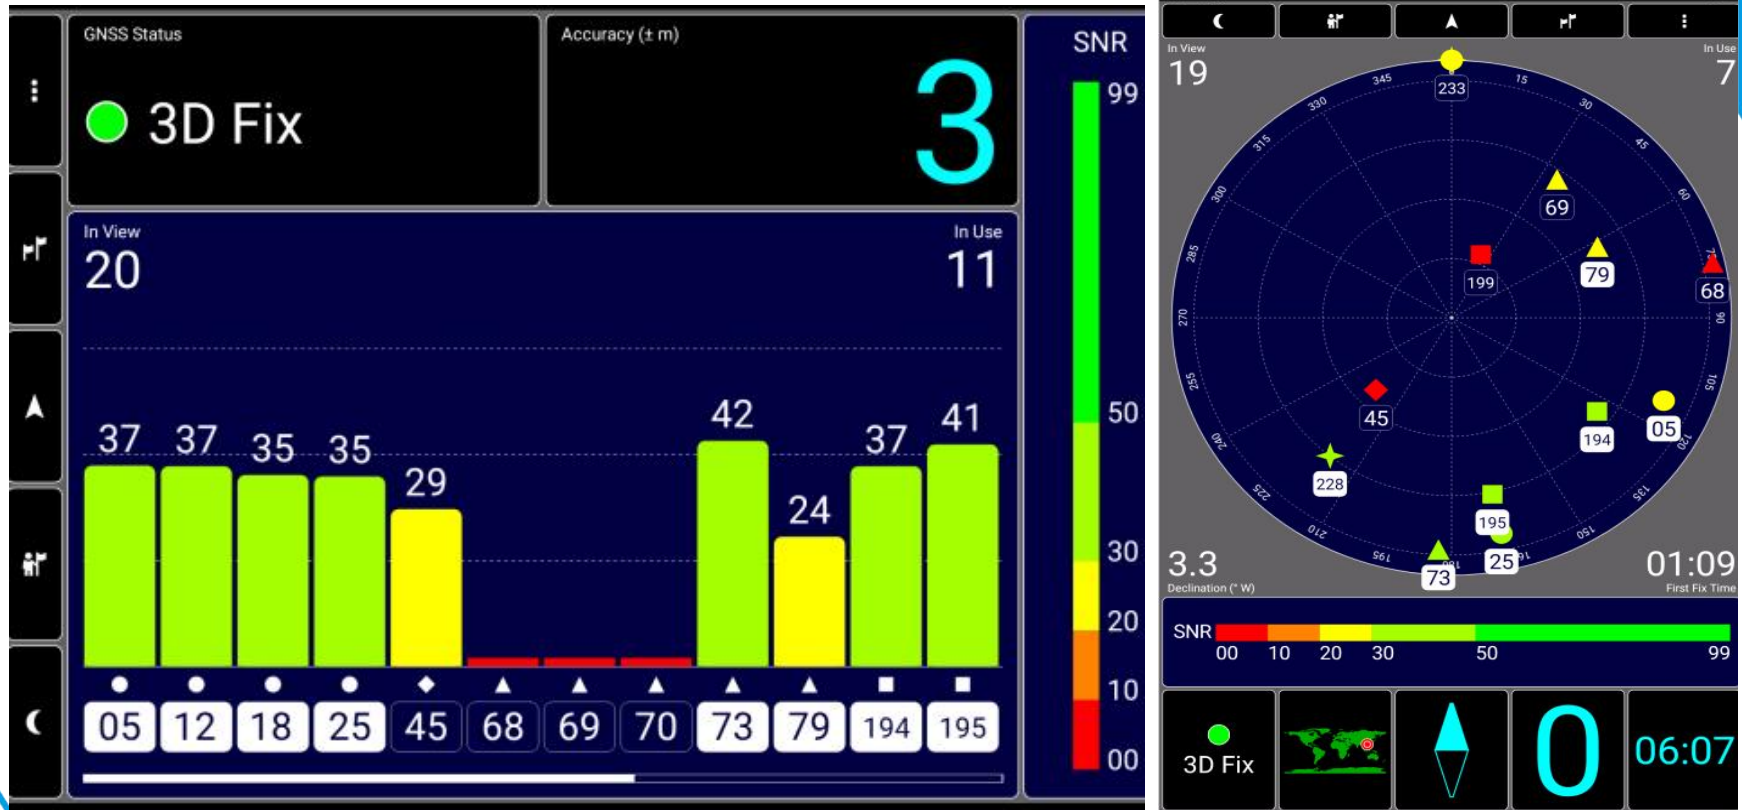 GNSS Status
3D Fix
Accuracy (± m)
3
In View
20
In Use
11
37 37 35 35 29 42 24 37 41
05 12 18 25 45 68 69 70 73 79 194 195
SNR
99
50
30
20
10
00
In View
19
In Use
7
345 15
330 30
315 45
300 60
285
270 90
255 105
240 120
225 135
210 150
195
233
69
199
79
68
45
194
05
228
195
25
73
3.3
Declination (° W)
01:09
First Fix Time
SNR
00 10 20 30 50 99
3D Fix
0
06:07